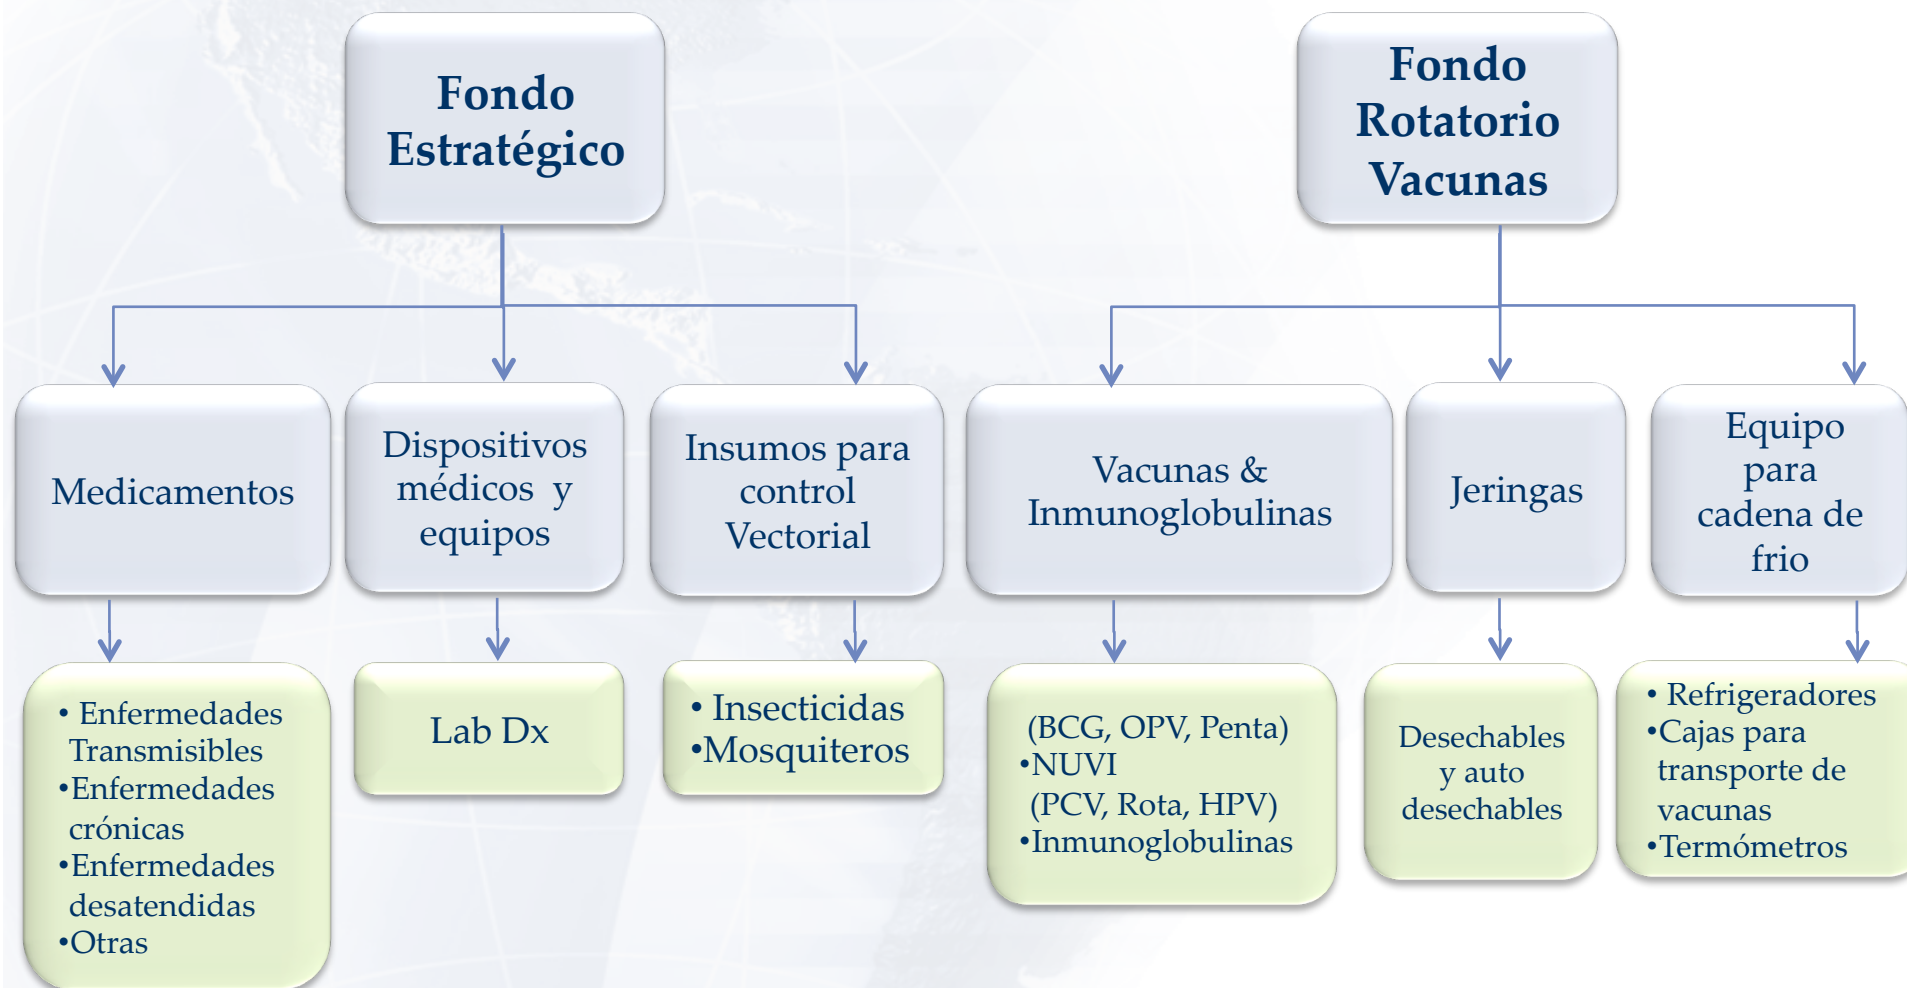 Fondo
Estratégico
Fondo
Rotatorio
Vacunas
Medicamentos
Dispositivos
médicos y
equipos
Insumos para
control
Vectorial
Vacunas &
Inmunoglobulinas
Jeringas
Equipo
para
cadena de
frio
• Enfermedades
Transmisibles
•Enfermedades
crónicas
•Enfermedades
desatendidas
•Otras
Lab Dx
• Insecticidas
•Mosquiteros
(BCG, OPV, Penta)
•NUVI
(PCV, Rota, HPV)
•Inmunoglobulinas
Desechables
y auto
desechables
• Refrigeradores
•Cajas para
transporte de
vacunas
•Termómetros